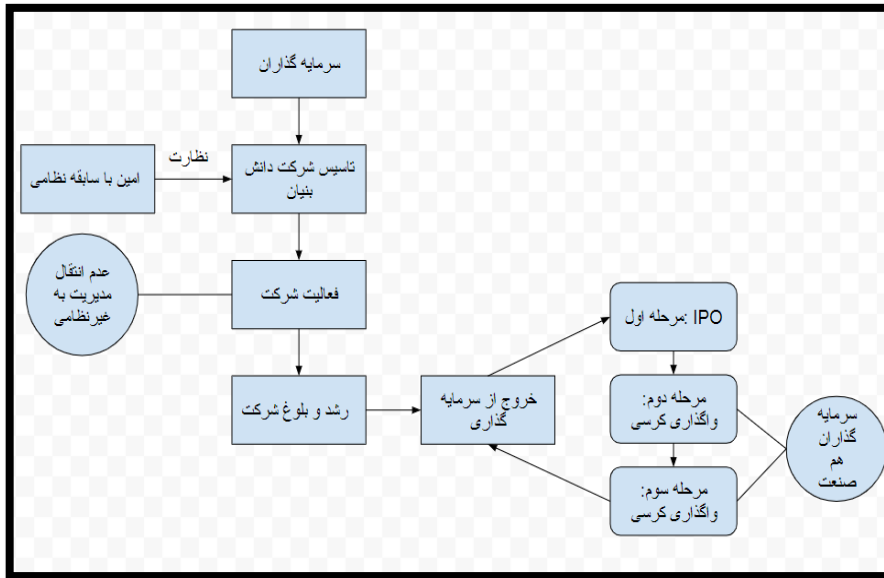 سرمایه گذاران
نظارت
امین با سابقه نظامی
تاسیس شرکت دانش
بنیان
عدم انتقال
مدیریت به
غیرنظامی
فعالیت شرکت
رشد و بلوغ شرکت
خروج از سرمایه
گذاری
مرحله اول: IPO
مرحله دوم:
واگذاری کرسی
مرحله سوم:
واگذاری کرسی
سرمایه
گذاران
هم
صنعت